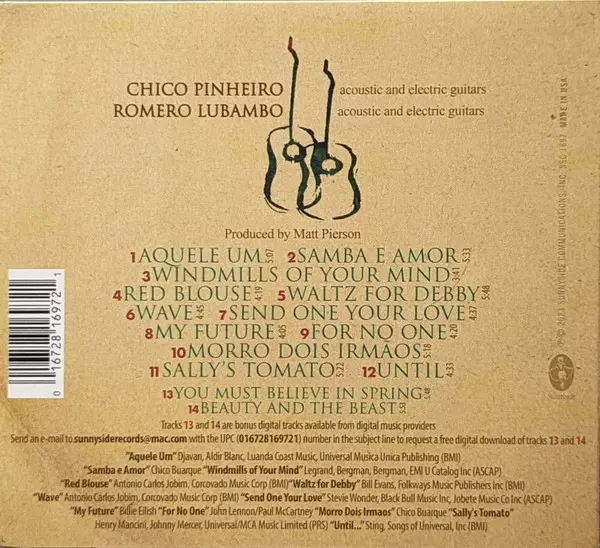 CHICO PINHEIRO acoustic and electric guitars
ROMERO LUBAMBO acoustic and electric guitars
Produced by Matt Pierson
1 AQUELE UM 5:07 2 SAMBA E AMOR 5:33
3 WINDMILLS OF YOUR MIND 3:41
4 RED BLOUSE 4:19 5 WALTZ FOR DEBBY 5:48
6 WAVE 4:45 7 SEND ONE YOUR LOVE 4:37
8 MY FUTURE 4:05 9 FOR NO ONE 4:20
10 MORRO DOIS IRMÃOS 5:18
11 SALLY'S TOMATO 5:22 12 UNTIL 4:33
13 YOU MUST BELIEVE IN SPRING
14 BEAUTY AND THE BEAST
Tracks 13 and 14 are bonus digital tracks available from digital music providers
Send an e-mail to sunnysiderecords@mac.com with the UPC (016728169721) number in the subject line to request a free digital download of tracks 13 and 14
"Aquele Um" Djavan, Aldir Blanc, Luanda Coast Music, Universal Musica Unica Publishing (BMI)
"Samba e Amor" Chico Buarque "Windmills of Your Mind" Legrand, Bergman, Bergman, EMI U Catalog Inc (ASCAP)
"Red Blouse" Antonio Carlos Jobim, Corcovado Music Corp (BMI) "Waltz for Debby" Bill Evans, Folkways Music Publishers Inc (BMI)
"Wave" Antonio Carlos Jobim, Corcovado Music Corp (BMI) "Send One Your Love" Stevie Wonder, Black Bull Music Inc, Jobete Music Co Inc (ASCAP)
"My Future" Billie Eilish "For No One" John Lennon/Paul McCartney "Morro Dois Irmaos" Chico Buarque "Sally's Tomato"
Henry Mancini, Johnny Mercer, Universal/MCA Music Limited (PRS) "Until..." Sting, Songs of Universal, Inc (BMI)
0 16728 16972 1
SUNNYSIDE COMMUNICATIONS, INC. SSC 1697 MADE IN USA